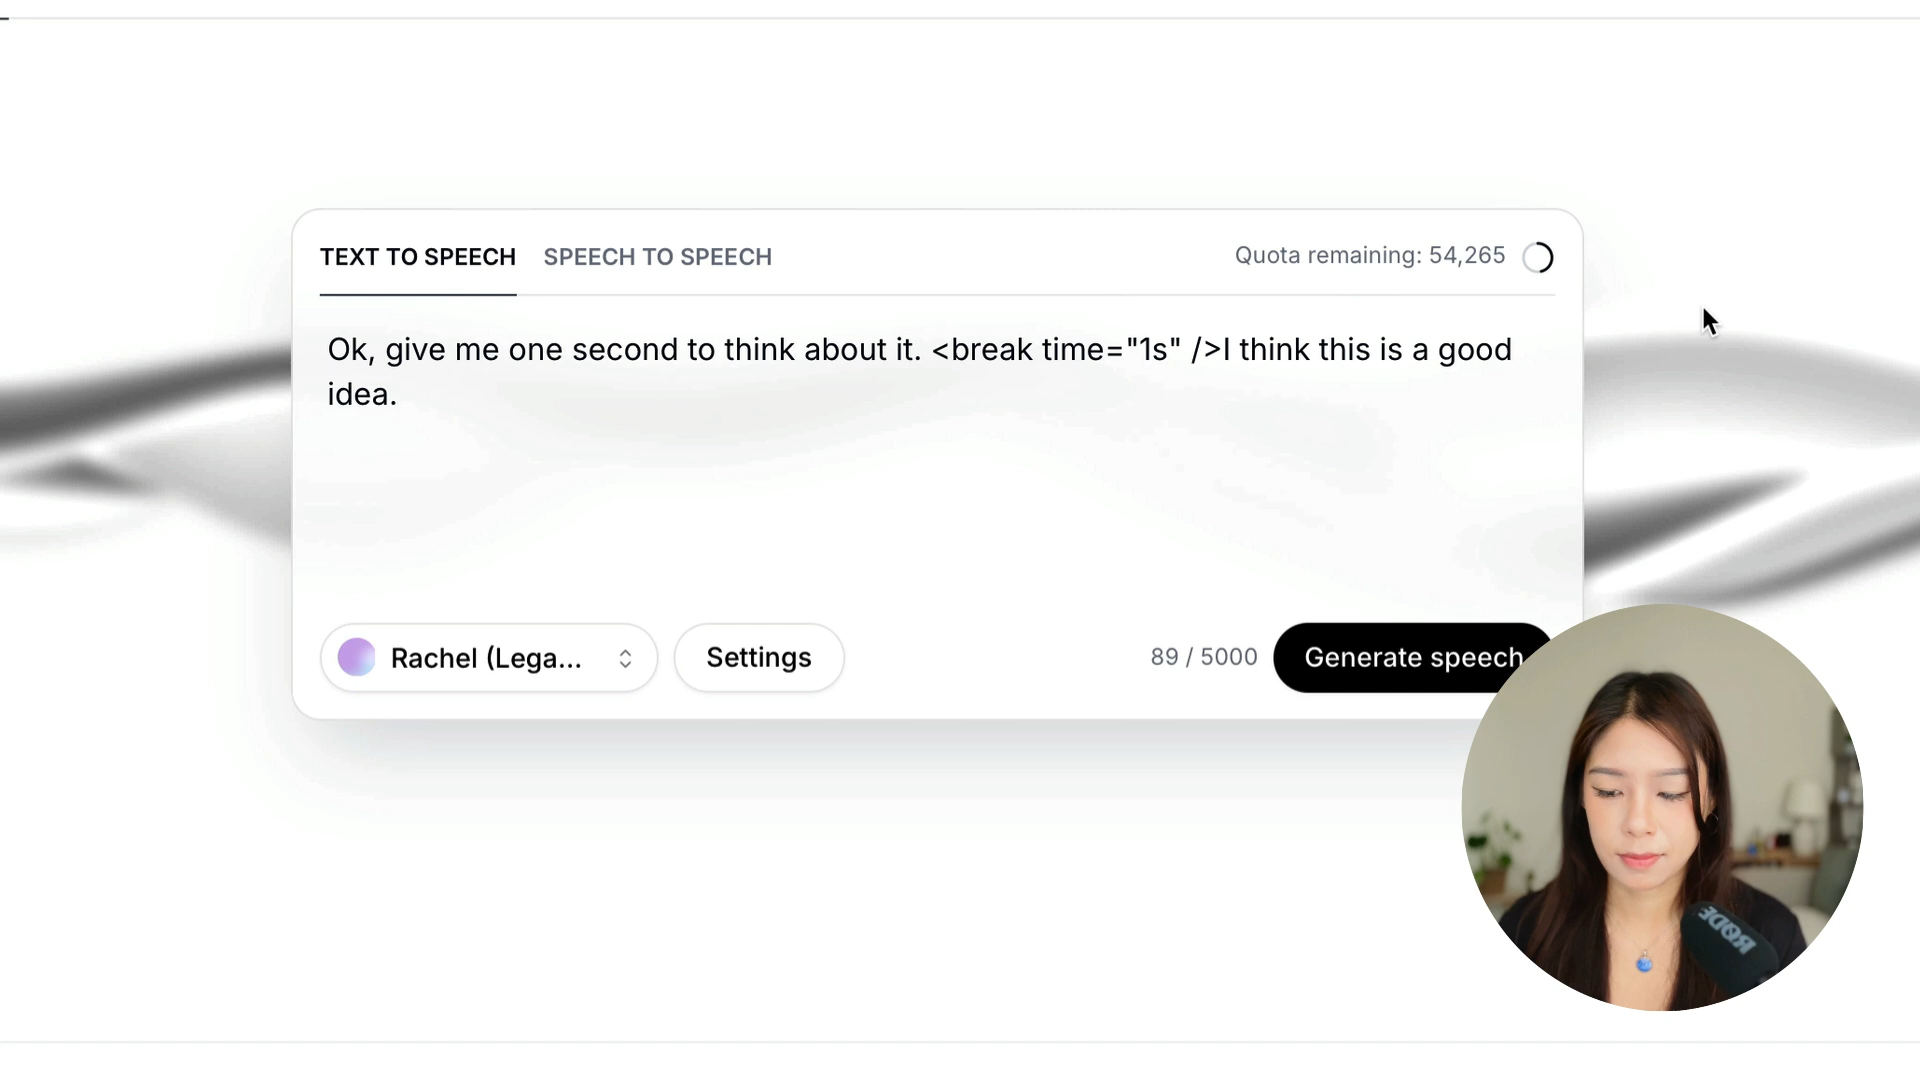 TEXT TO SPEECH SPEECH TO SPEECH Quota remaining: 54,265
Ok, give me one second to think about it. <break time="1s" />I think this is a good
idea.
Rachel (Lega... Settings 89 / 5000 Generate speech
RØDE